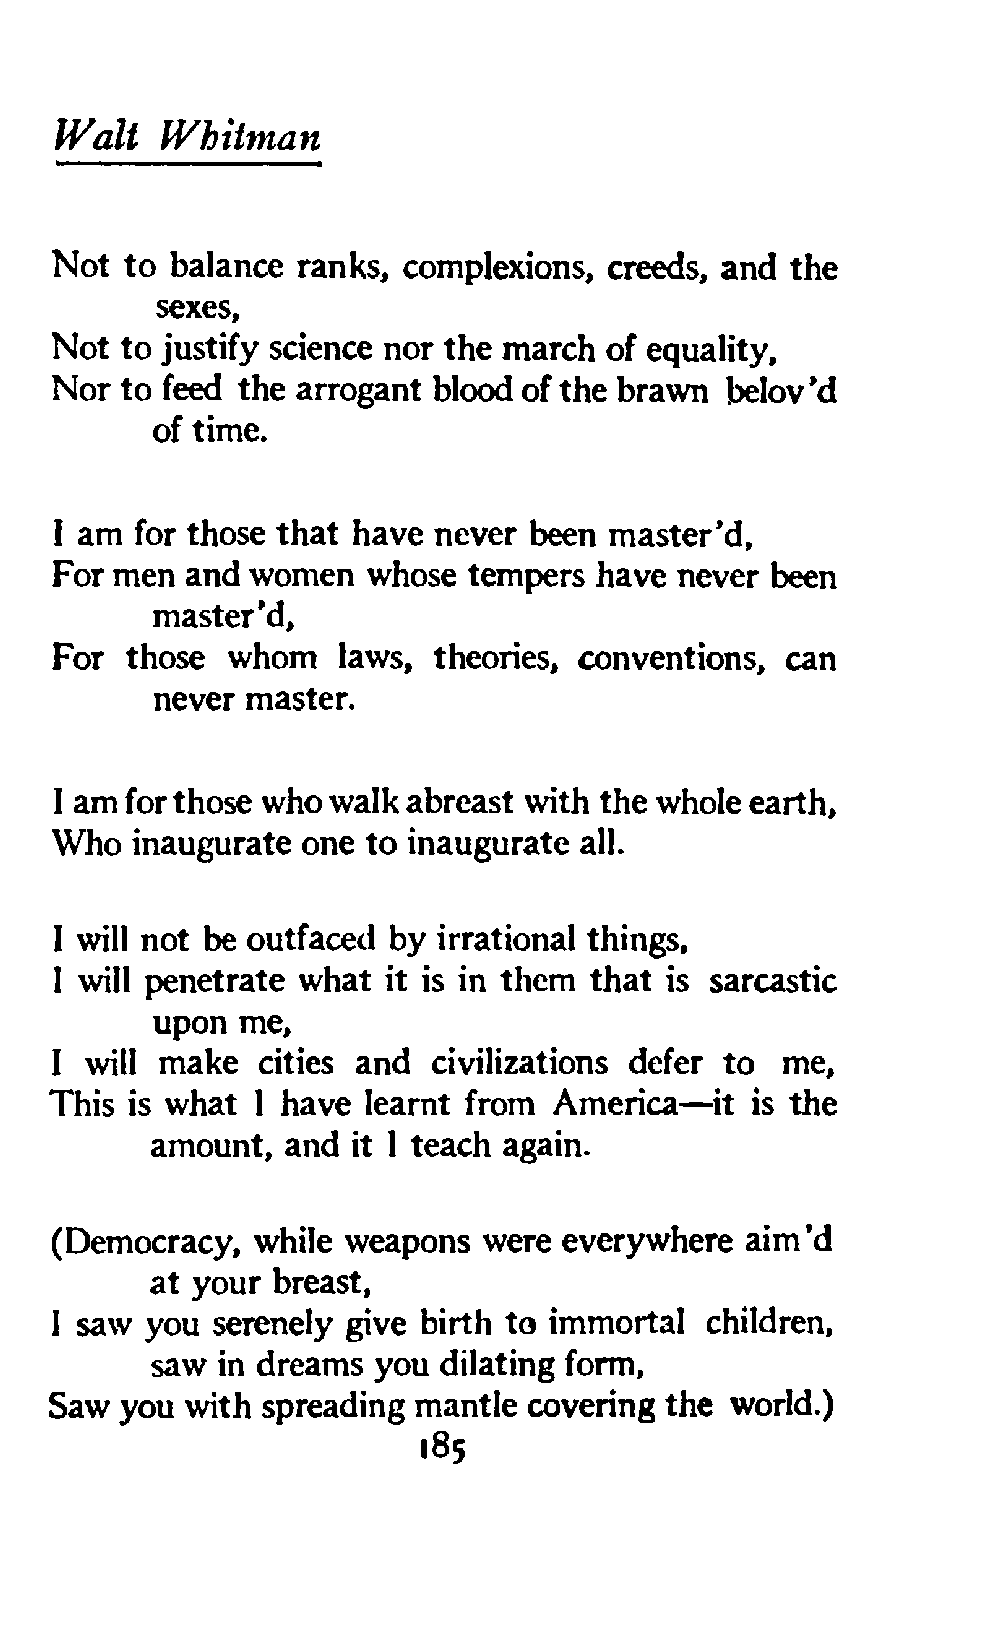 Walt Whitman
Not to balance ranks, complexions, creeds, and the
sexes,
Not to justify science nor the march of equality,
Nor to feed the arrogant blood of the brawn belov'd
of time.
I am for those that have never been master'd,
For men and women whose tempers have never been
master'd,
For those whom laws, theories, conventions, can
never master.
I am for those who walk abreast with the whole earth,
Who inaugurate one to inaugurate all.
I will not be outfaced by irrational things,
I will penetrate what it is in them that is sarcastic
upon me,
I will make cities and civilizations defer to me,
This is what I have learnt from America—it is the
amount, and it I teach again.
(Democracy, while weapons were everywhere aim'd
at your breast,
I saw you serenely give birth to immortal children,
saw in dreams you dilating form,
Saw you with spreading mantle covering the world.)
185